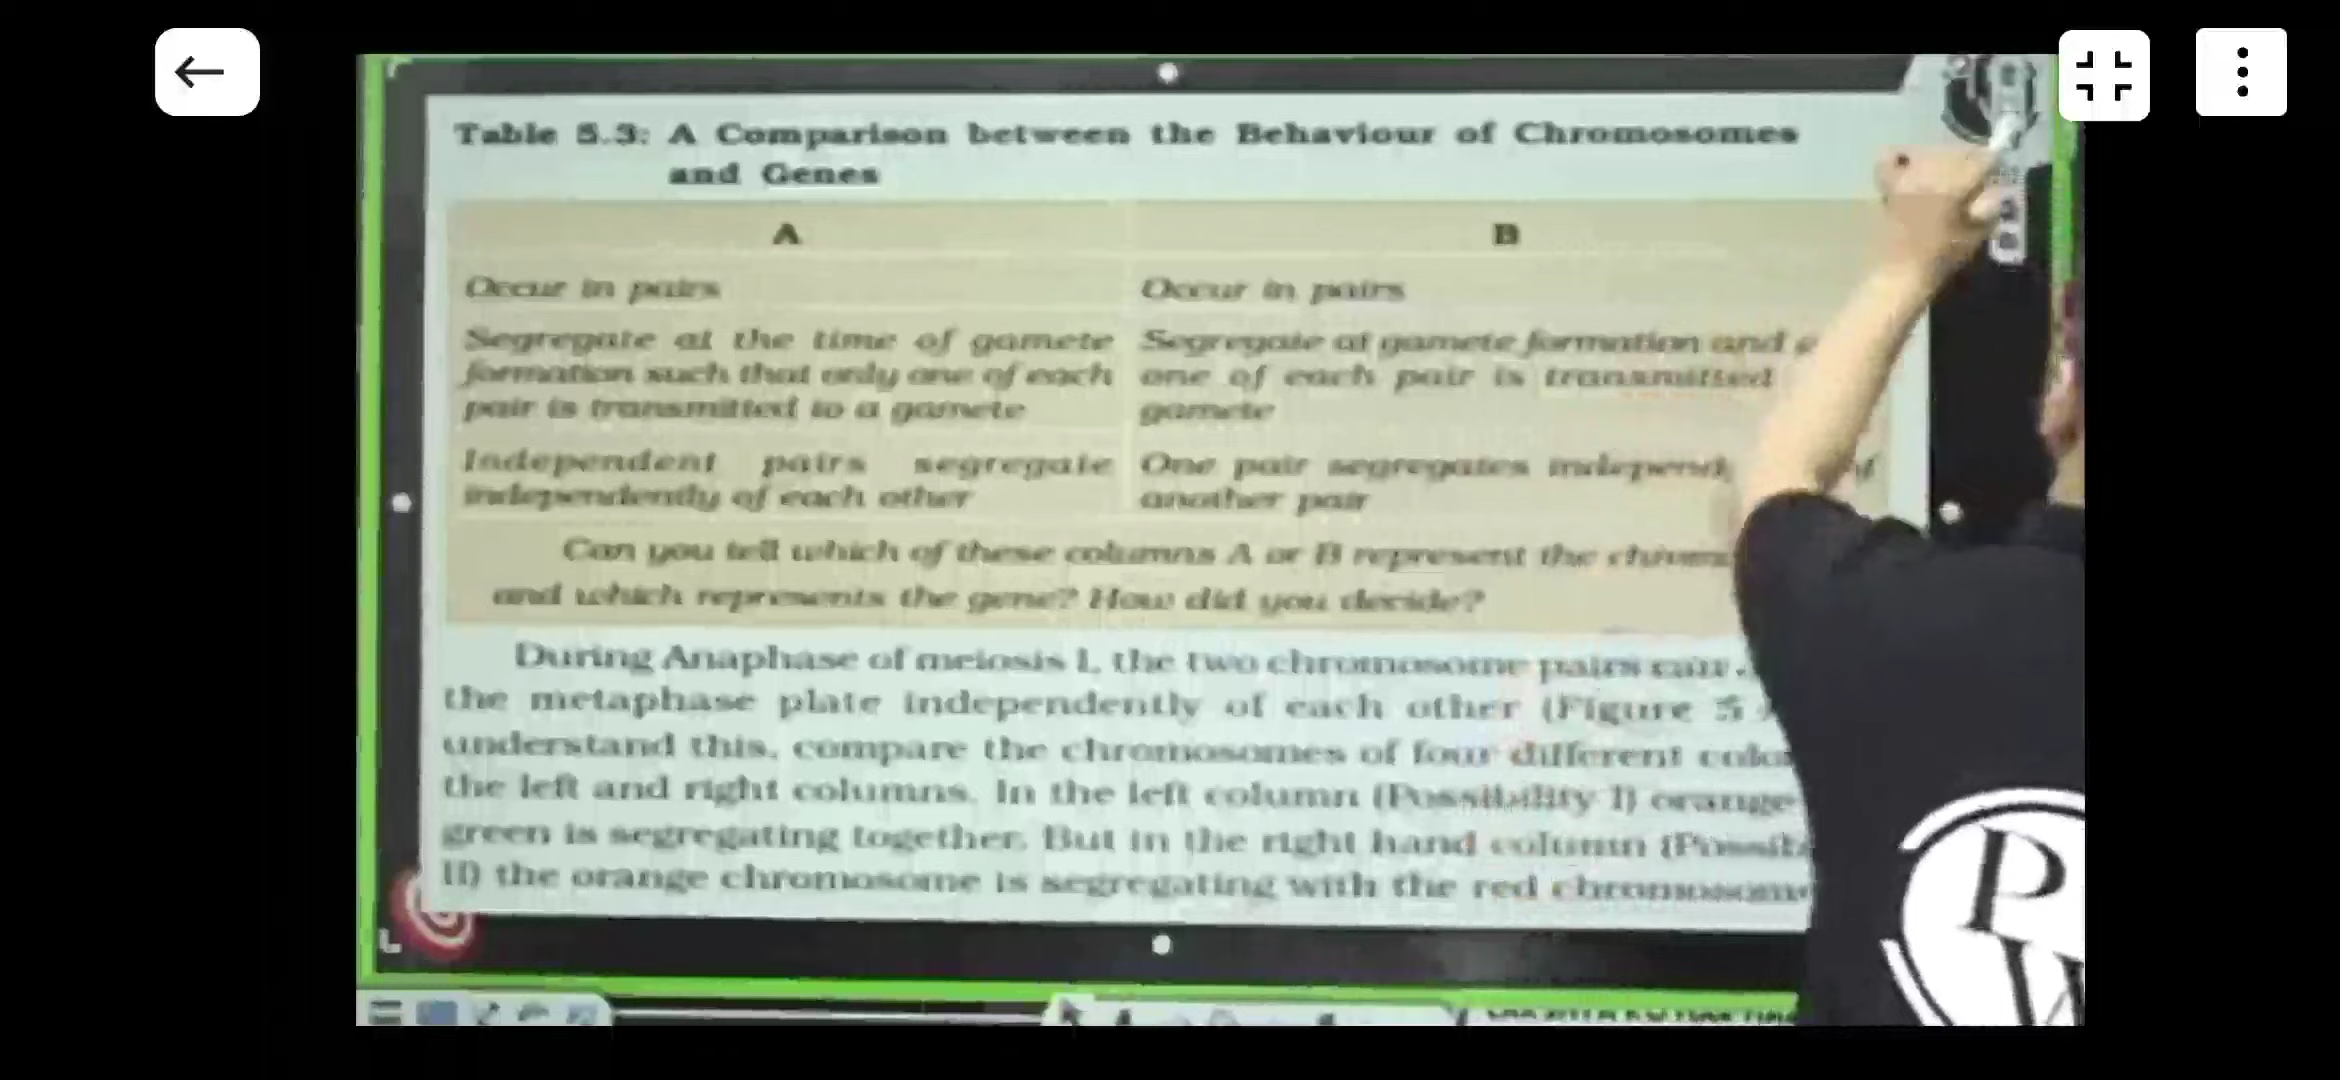 Table 5.3: A Comparison between the Behaviour of Chromosomes
and Genes
A
B
Occur in pairs
Occur in pairs
Segregate at the time of gamete
formation such that only one of each
pair is transmitted to a gamete
Segregate at gamete formation and
one of each pair is transmitted
gamete
Independent pairs segregate
independently of each other
One pair segregates independ of
another pair
Can you tell which of these columns A or B represent the
and which represents the gene? How did you decide?
During Anaphase of meiosis I, the two chromosome pairs can
the metaphase plate independently of each other (Figure 5
understand this, compare the chromosomes of four different
the left and right columns. In the left column (Possibility I) orange
green is segregating together. But in the right hand column
II) the orange chromosome is segregating with the red
P
W